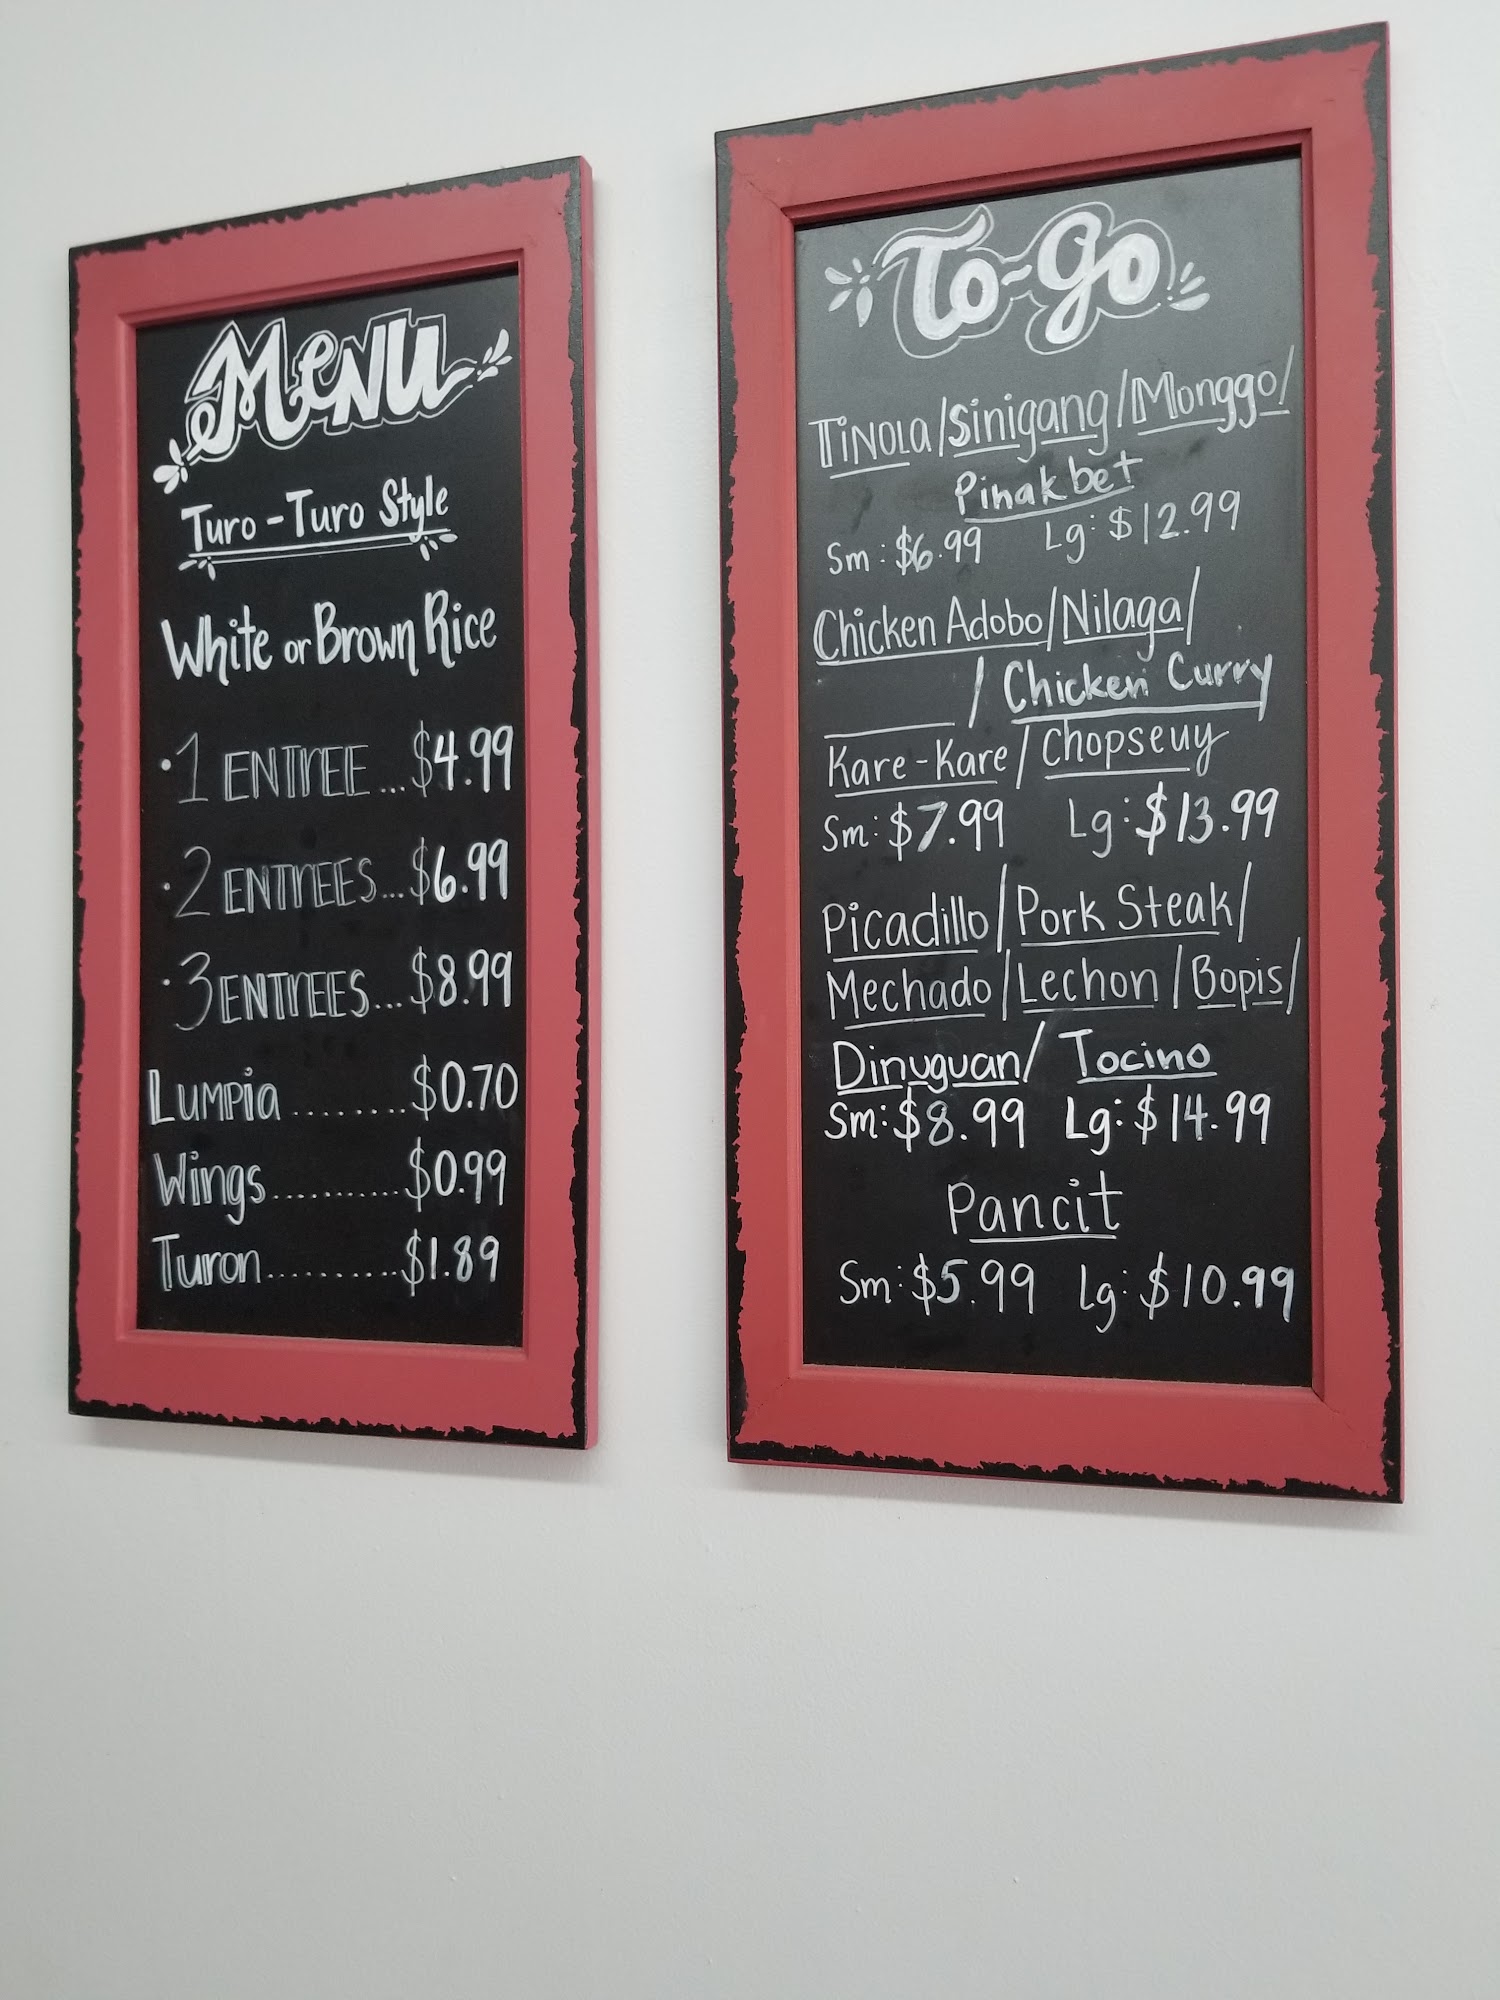 Menu
Turo-Turo Style
White or Brown Rice
·1 ENTREE...$4.99
·2 ENTREES...$6.99
·3 ENTREES...$8.99
LUMPIA........$0.70
Wings..........$0.99
Turon..........$1.89
To-Go
TINOLA/Sinigang/Monggo/
Pinakbet
Sm:$6.99 Lg:$12.99
Chicken Adobo/Nilaga/
____/Chicken Curry
Kare-Kare/Chopseuy
Sm:$7.99 Lg:$13.99
Picadillo/Pork Steak/
Mechado/Lechon/Bopis/
Dinuguan/Tocino
Sm:$8.99 Lg:$14.99
Pancit
Sm:$5.99 Lg:$10.99